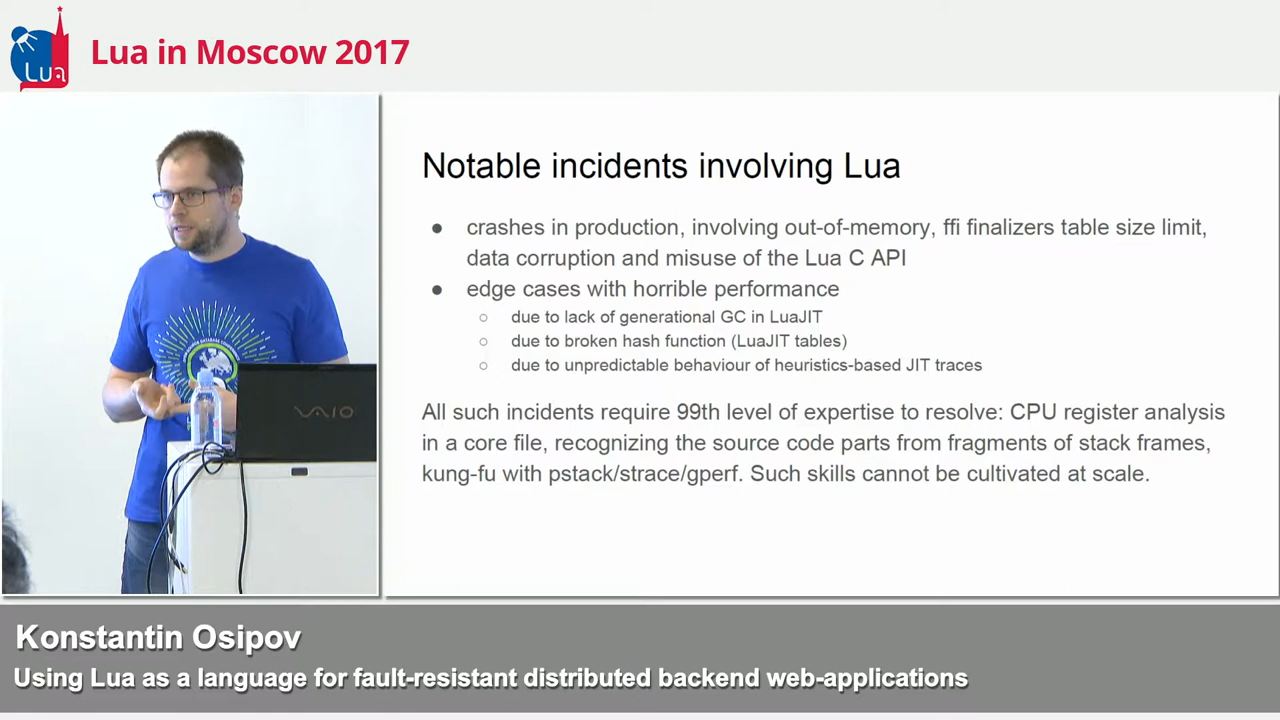 Lua
Lua in Moscow 2017
Notable incidents involving Lua
● crashes in production, involving out-of-memory, ffi finalizers table size limit,
data corruption and misuse of the Lua C API
● edge cases with horrible performance
○ due to lack of generational GC in LuaJIT
○ due to broken hash function (LuaJIT tables)
○ due to unpredictable behaviour of heuristics-based JIT traces
All such incidents require 99th level of expertise to resolve: CPU register analysis
in a core file, recognizing the source code parts from fragments of stack frames,
kung-fu with pstack/strace/gperf. Such skills cannot be cultivated at scale.
VAIO
Konstantin Osipov
Using Lua as a language for fault-resistant distributed backend web-applications